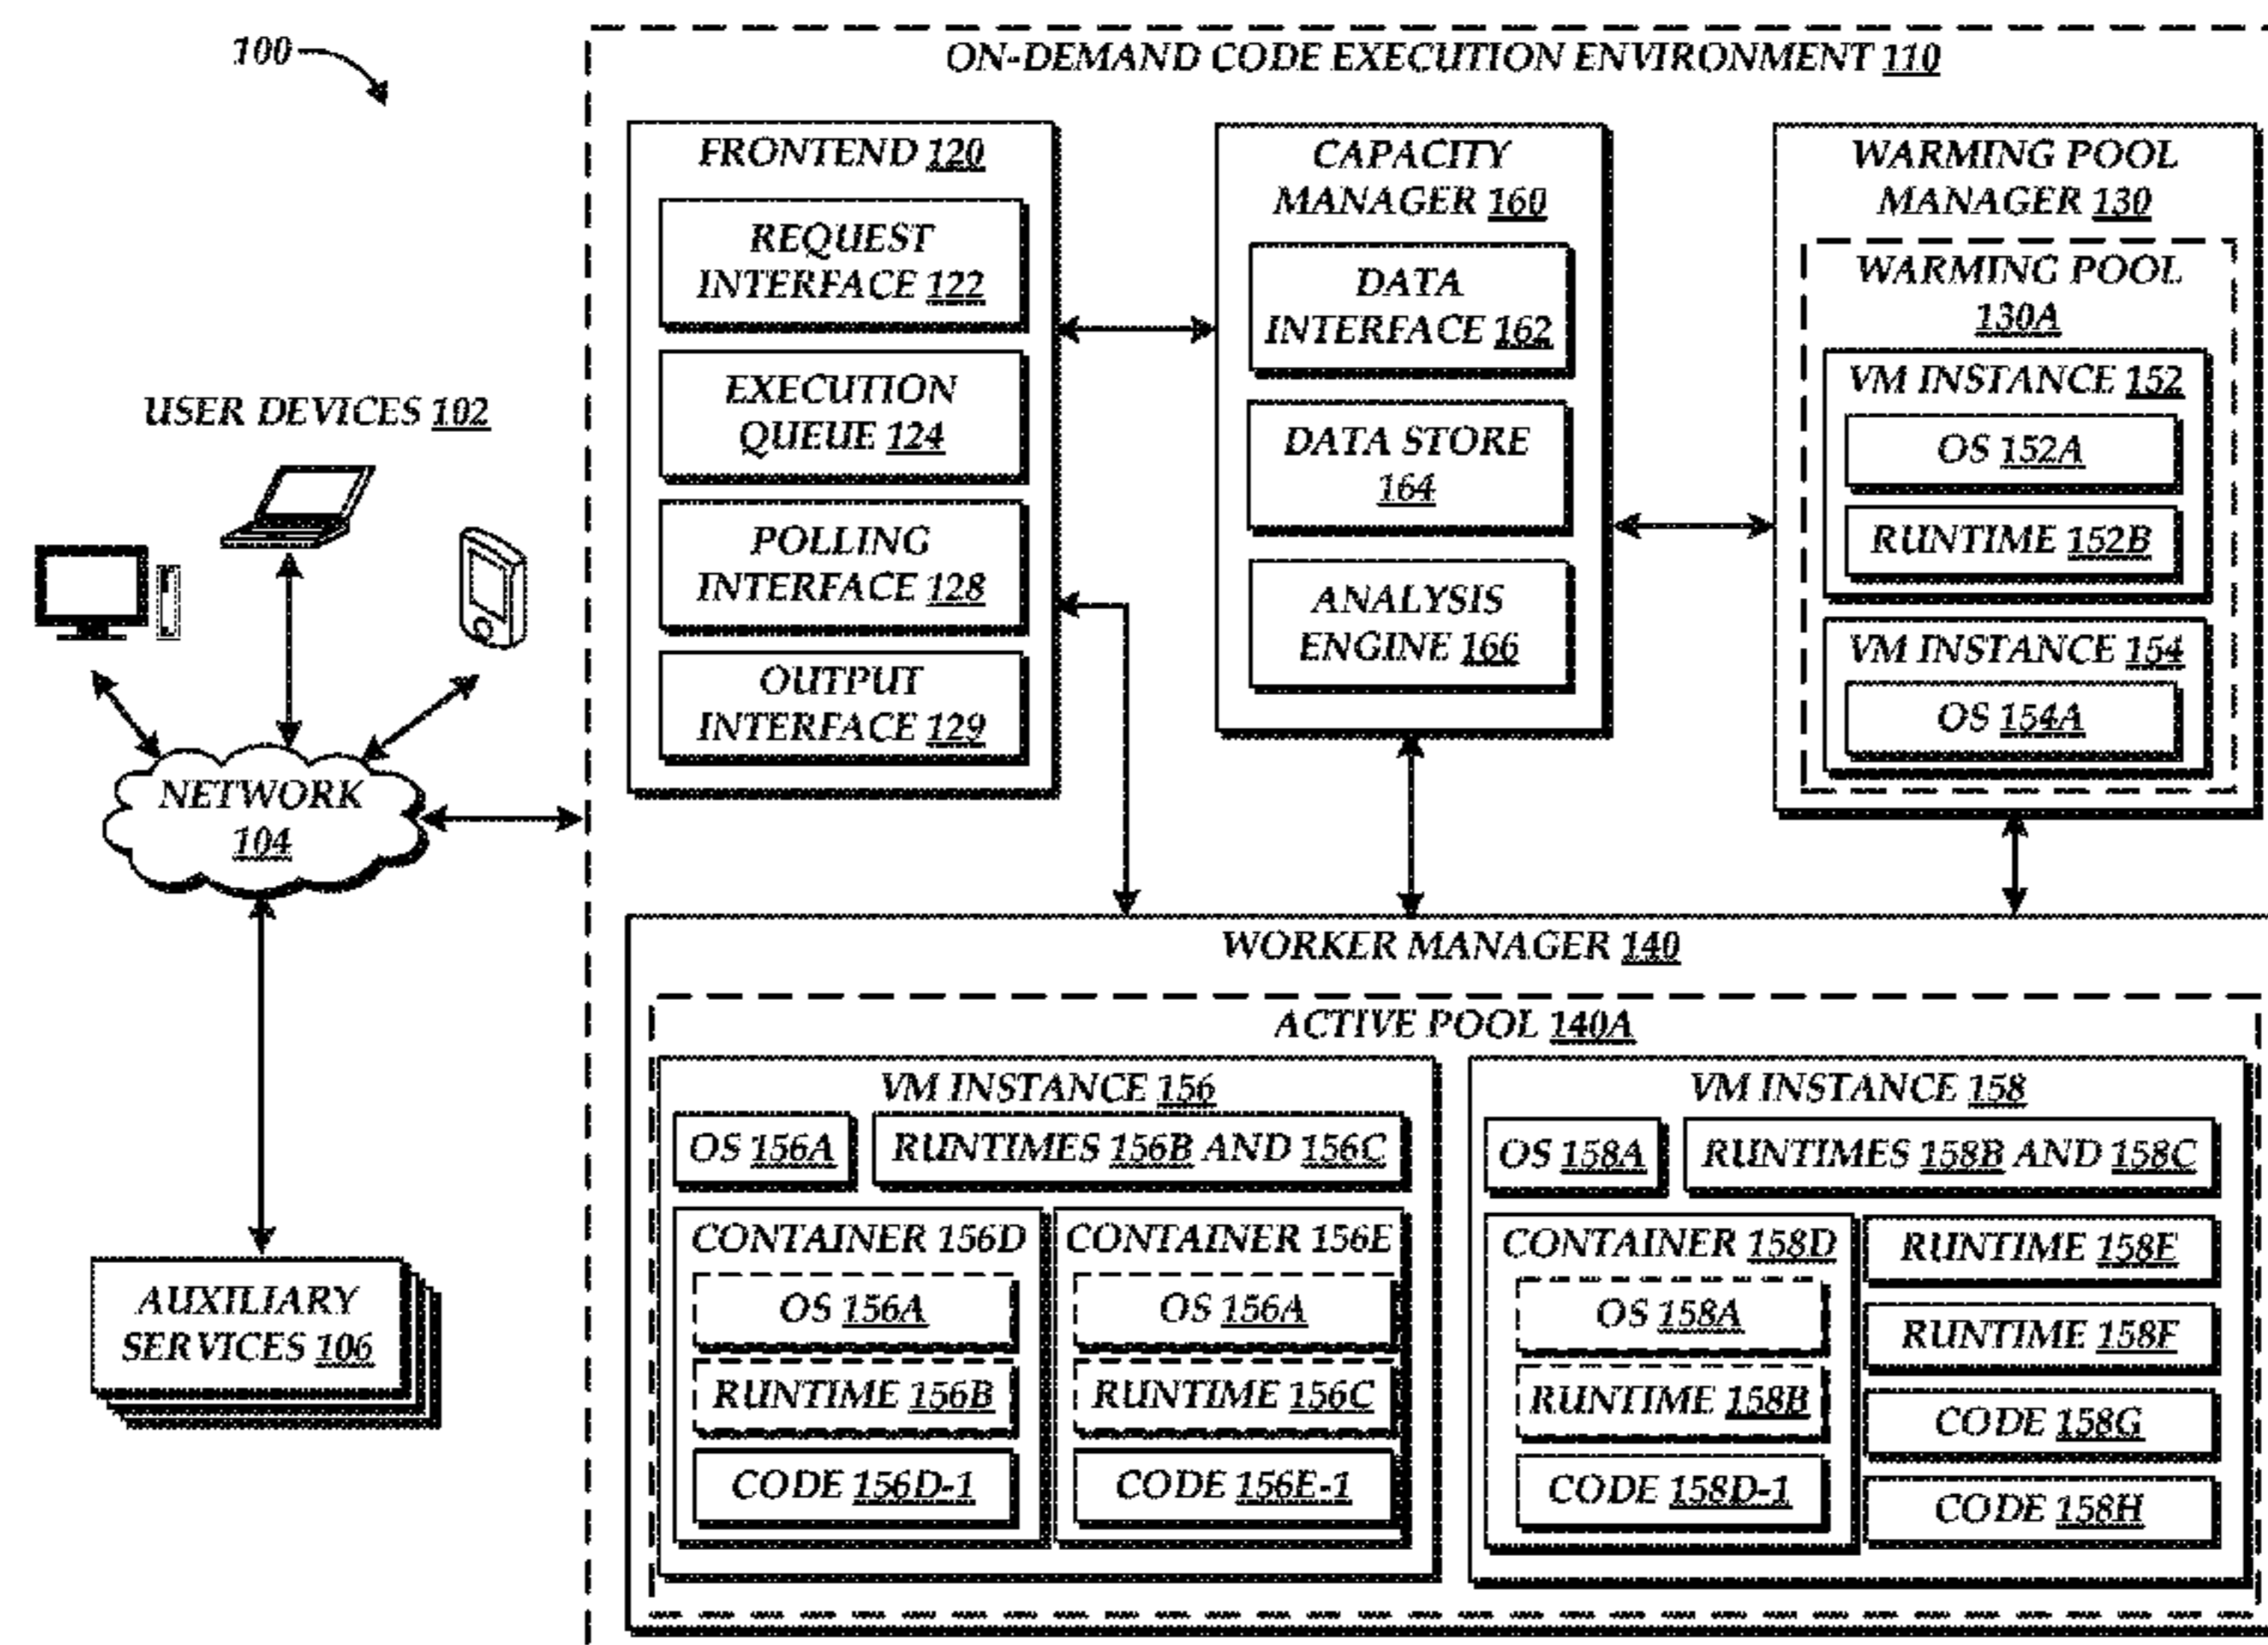 100
ON-DEMAND CODE EXECUTION ENVIRONMENT 110
USER DEVICES 102
NETWORK
104
AUXILIARY
SERVICES 106
FRONTEND 120
REQUEST
INTERFACE 122
EXECUTION
QUEUE 124
POLLING
INTERFACE 128
OUTPUT
INTERFACE 129
CAPACITY
MANAGER 160
DATA
INTERFACE 162
DATA STORE
164
ANALYSIS
ENGINE 166
WARMING POOL
MANAGER 130
WARMING POOL
130A
VM INSTANCE 152
OS 152A
RUNTIME 152B
VM INSTANCE 154
OS 154A
WORKER MANAGER 140
ACTIVE POOL 140A
VM INSTANCE 156
OS 156A
RUNTIMES 156B AND 156C
CONTAINER 156D
OS 156A
RUNTIME 156B
CODE 156D-1
CONTAINER 156E
OS 156A
RUNTIME 156C
CODE 156E-1
VM INSTANCE 158
OS 158A
RUNTIMES 158B AND 158C
CONTAINER 158D
OS 158A
RUNTIME 158B
CODE 158D-1
RUNTIME 158E
RUNTIME 158F
CODE 158G
CODE 158H